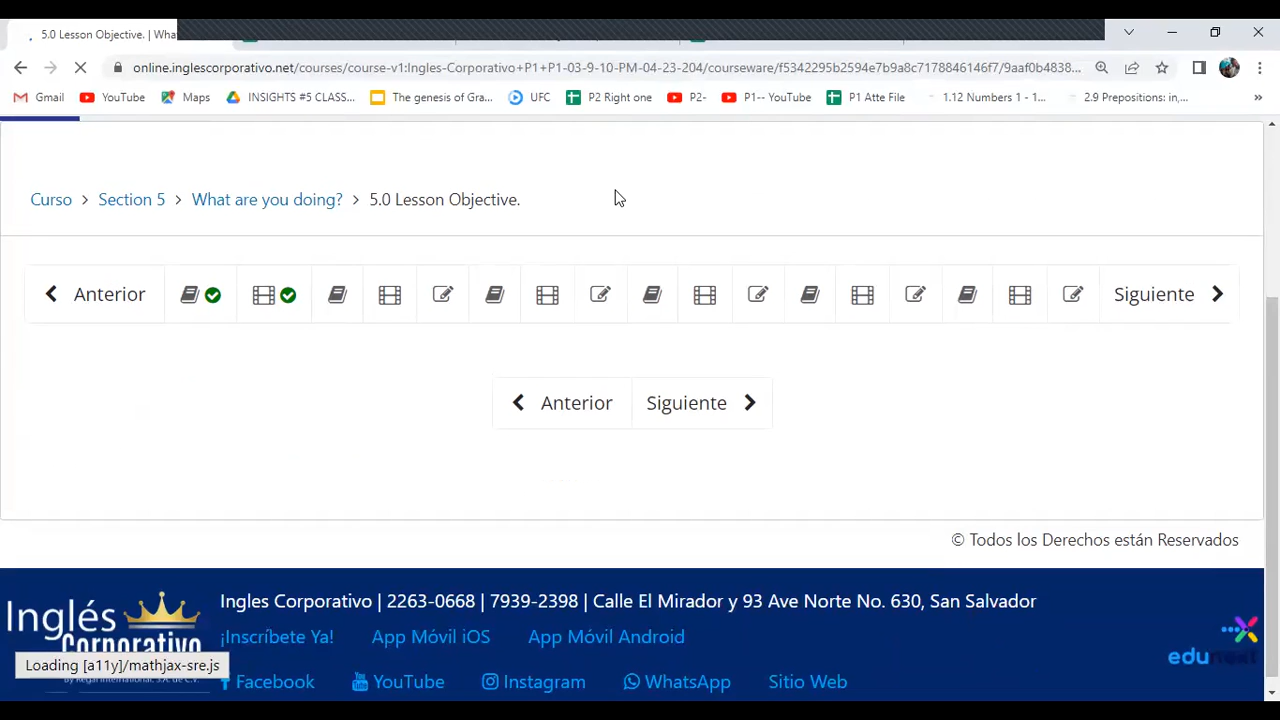 5.0 Lesson Objective. | Wha
online.inglescorporativo.net/courses/course-v1:Ingles-Corporativo+P1+P1-03-9-10-PM-04-23-204/courseware/f5342295b2594e7b9a8c7178846146f7/9aaf0b4838...
Gmail YouTube Maps INSIGHTS #5 CLASS... The genesis of Gra... UFC P2 Right one P2- P1-- YouTube P1 Atte File 1.12 Numbers 1 - 1... 2.9 Prepositions: in,... »
Curso > Section 5 > What are you doing? > 5.0 Lesson Objective.
Anterior Siguiente
Anterior Siguiente
© Todos los Derechos están Reservados
Inglés Corporativo
Ingles Corporativo | 2263-0668 | 7939-2398 | Calle El Mirador y 93 Ave Norte No. 630, San Salvador
¡Inscríbete Ya! App Móvil iOS App Móvil Android
edunext
Loading [a11y]/mathjax-sre.js
Facebook YouTube Instagram WhatsApp Sitio Web